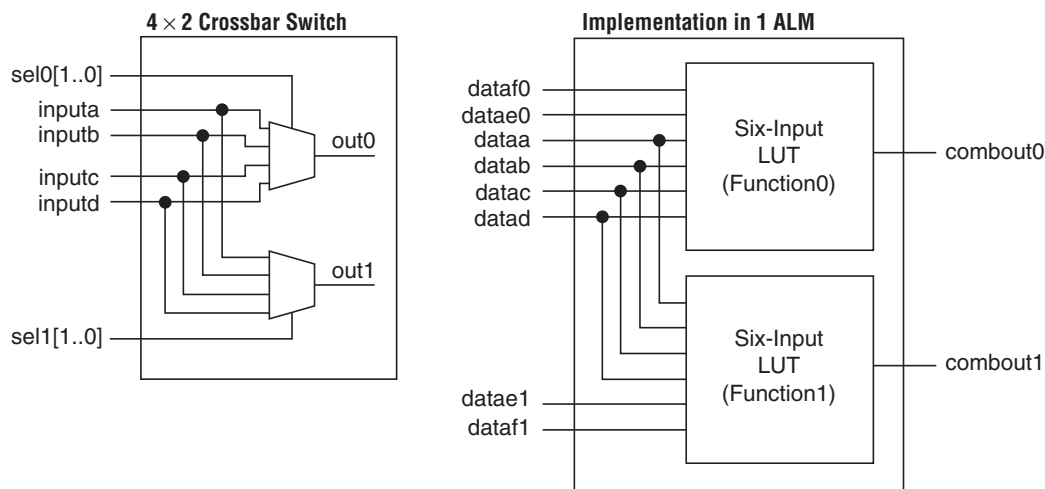 4 × 2 Crossbar Switch
sel0[1..0]
inputa
inputb
inputc
inputd
out0
out1
sel1[1..0]
Implementation in 1 ALM
dataf0
datae0
dataa
datab
datac
datad
Six-Input
LUT
(Function0)
combout0
Six-Input
LUT
(Function1)
combout1
datae1
dataf1